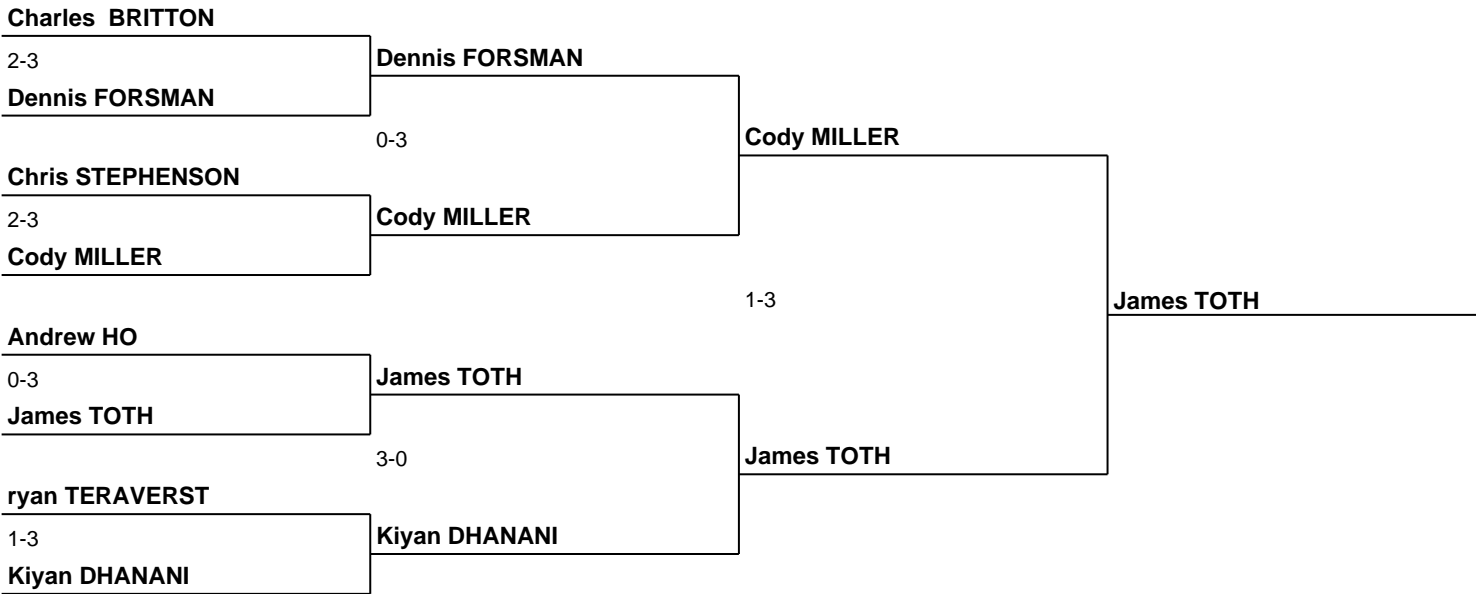 Charles  BRITTON
2-3
Dennis FORSMAN
Dennis FORSMAN
0-3
Cody MILLER
Chris STEPHENSON
2-3
Cody MILLER
Cody MILLER
1-3
James TOTH
Andrew HO
0-3
James TOTH
James TOTH
3-0
James TOTH
ryan TERAVERST
1-3
Kiyan DHANANI
Kiyan DHANANI